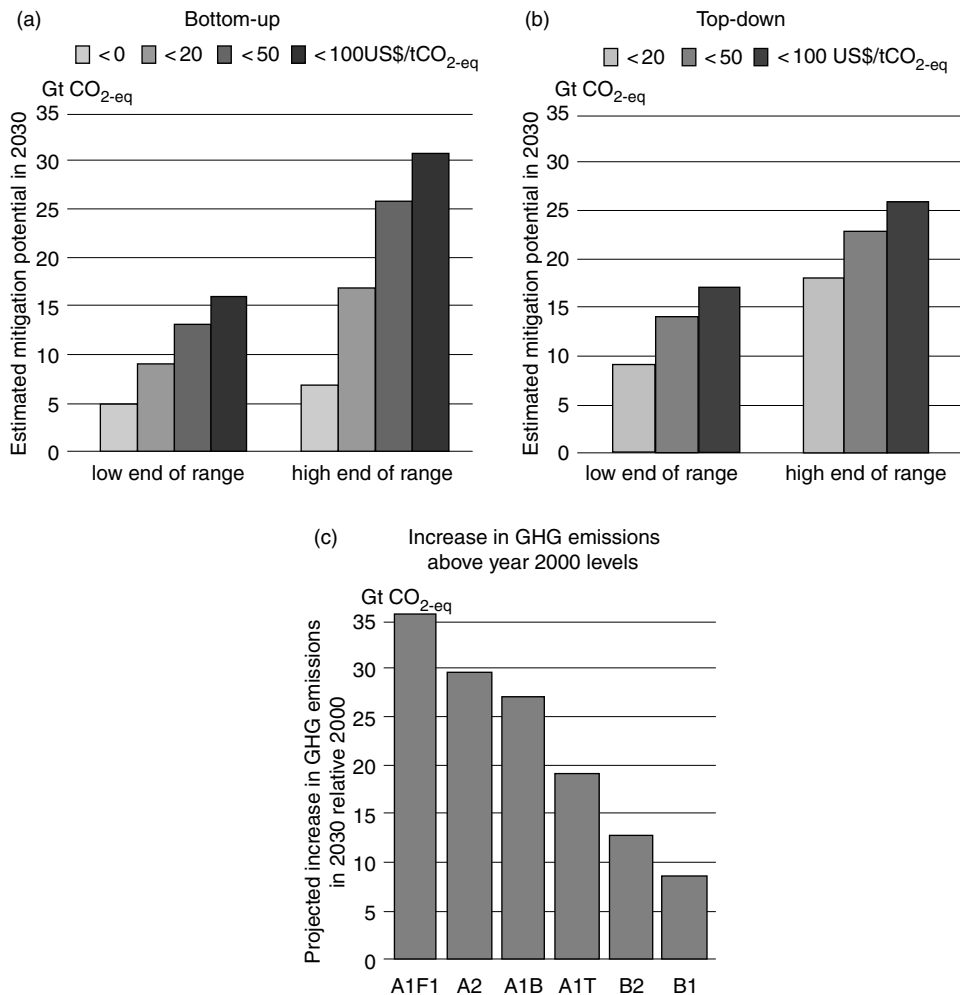 (a) Bottom-up
<0 <20 <50 <100US$/tCO2-eq
Gt CO2-eq
Estimated mitigation potential in 2030
35
30
25
20
15
10
5
0
low end of range high end of range
(b) Top-down
<20 <50 <100 US$/tCO2-eq
Gt CO2-eq
Estimated mitigation potential in 2030
35
30
25
20
15
10
5
0
low end of range high end of range
(c) Increase in GHG emissions
above year 2000 levels
Gt CO2-eq
Projected increase in GHG emissions
in 2030 relative 2000
35
30
25
20
15
10
5
0
A1F1 A2 A1B A1T B2 B1